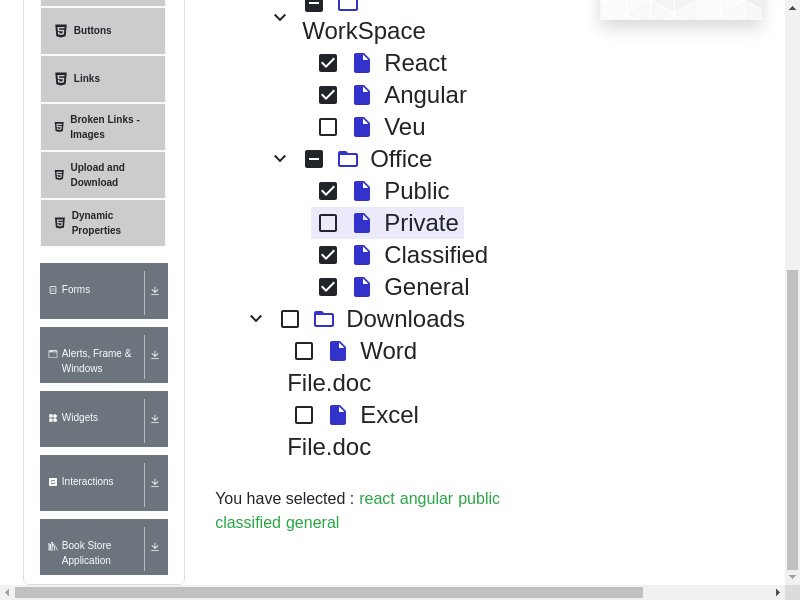 Buttons
Links
Broken Links -
Images
Upload and
Download
Dynamic
Properties
Forms
Alerts, Frame &
Windows
Widgets
Interactions
Book Store
Application
WorkSpace
React
Angular
Veu
Office
Public
Private
Classified
General
Downloads
Word
File.doc
Excel
File.doc
You have selected : react angular public
classified general